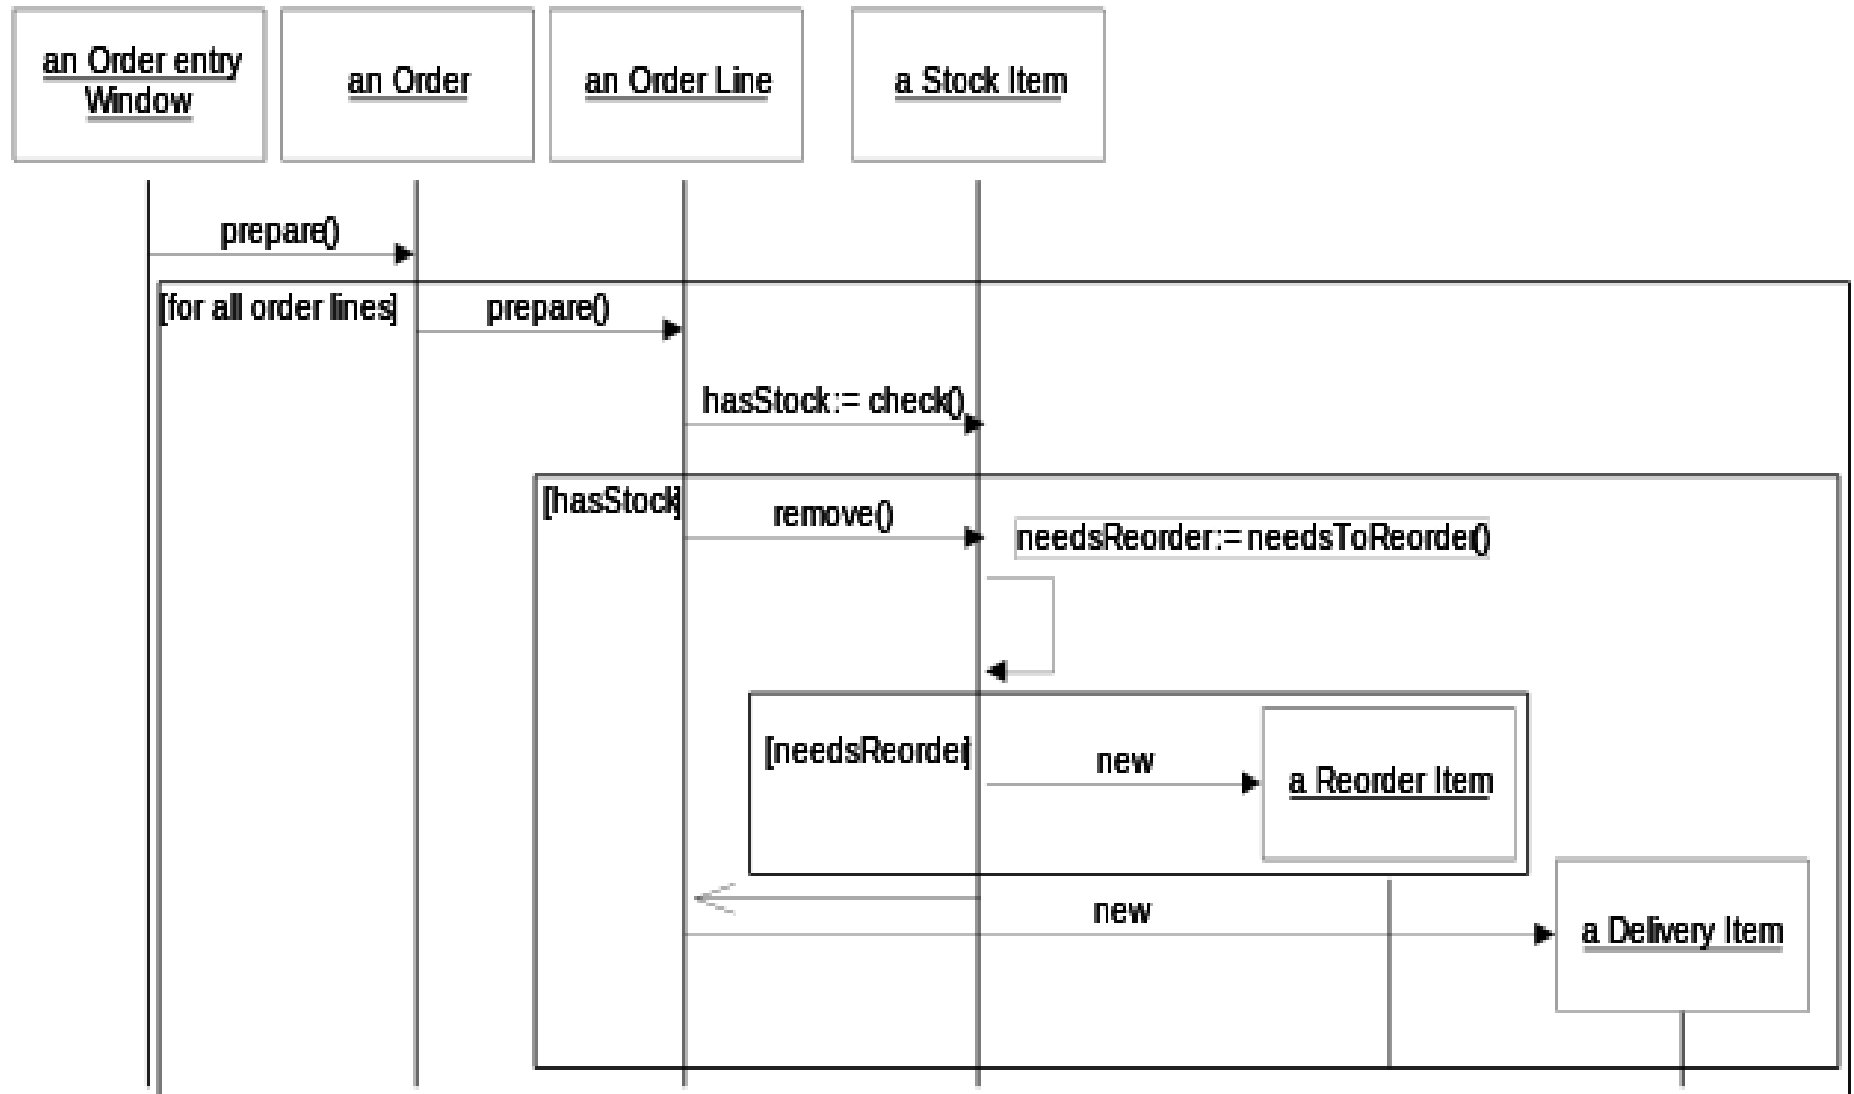 an Order entry
Window
an Order
an Order Line
a Stock Item
prepare()
[for all order lines]
prepare()
hasStock:= check()
[hasStock]
remove()
needsReorder:= needsToReorder()
[needsReorder]
new
a Reorder Item
new
a Delivery Item